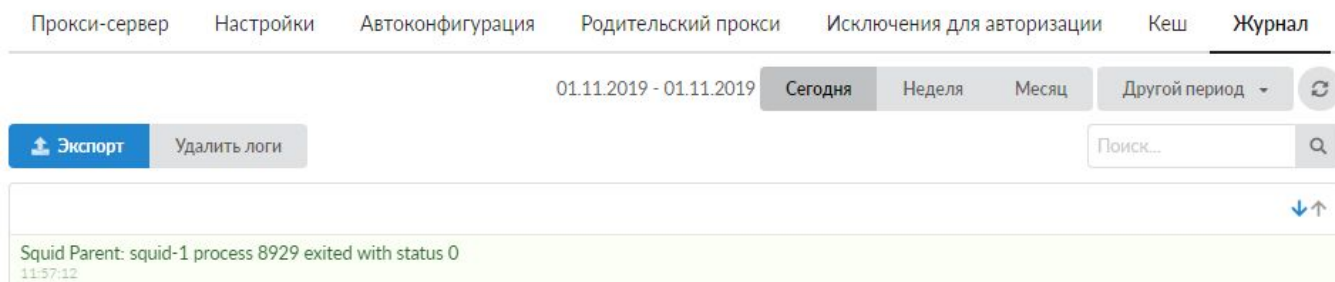 Прокси-сервер Настройки Автоконфигурация Родительский прокси Исключения для авторизации Кеш Журнал
01.11.2019 - 01.11.2019 Сегодня Неделя Месяц Другой период
Экспорт Удалить логи Поиск...
Squid Parent: squid-1 process 8929 exited with status 0
11:57:12